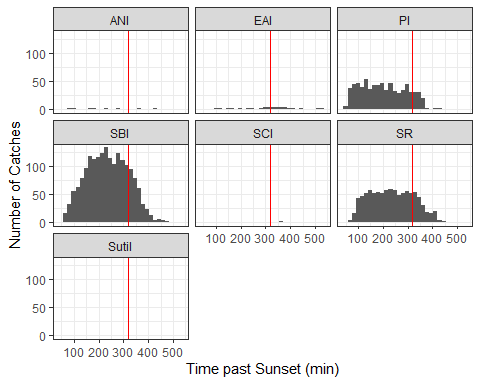 ANI EAI PI
100
50
0
SBI SCI SR
100
50
0
Sutil
100 200 300 400 500 100 200 300 400 500
150
100
50
0
100 200 300 400 500
Number of Catches
Time past Sunset (min)